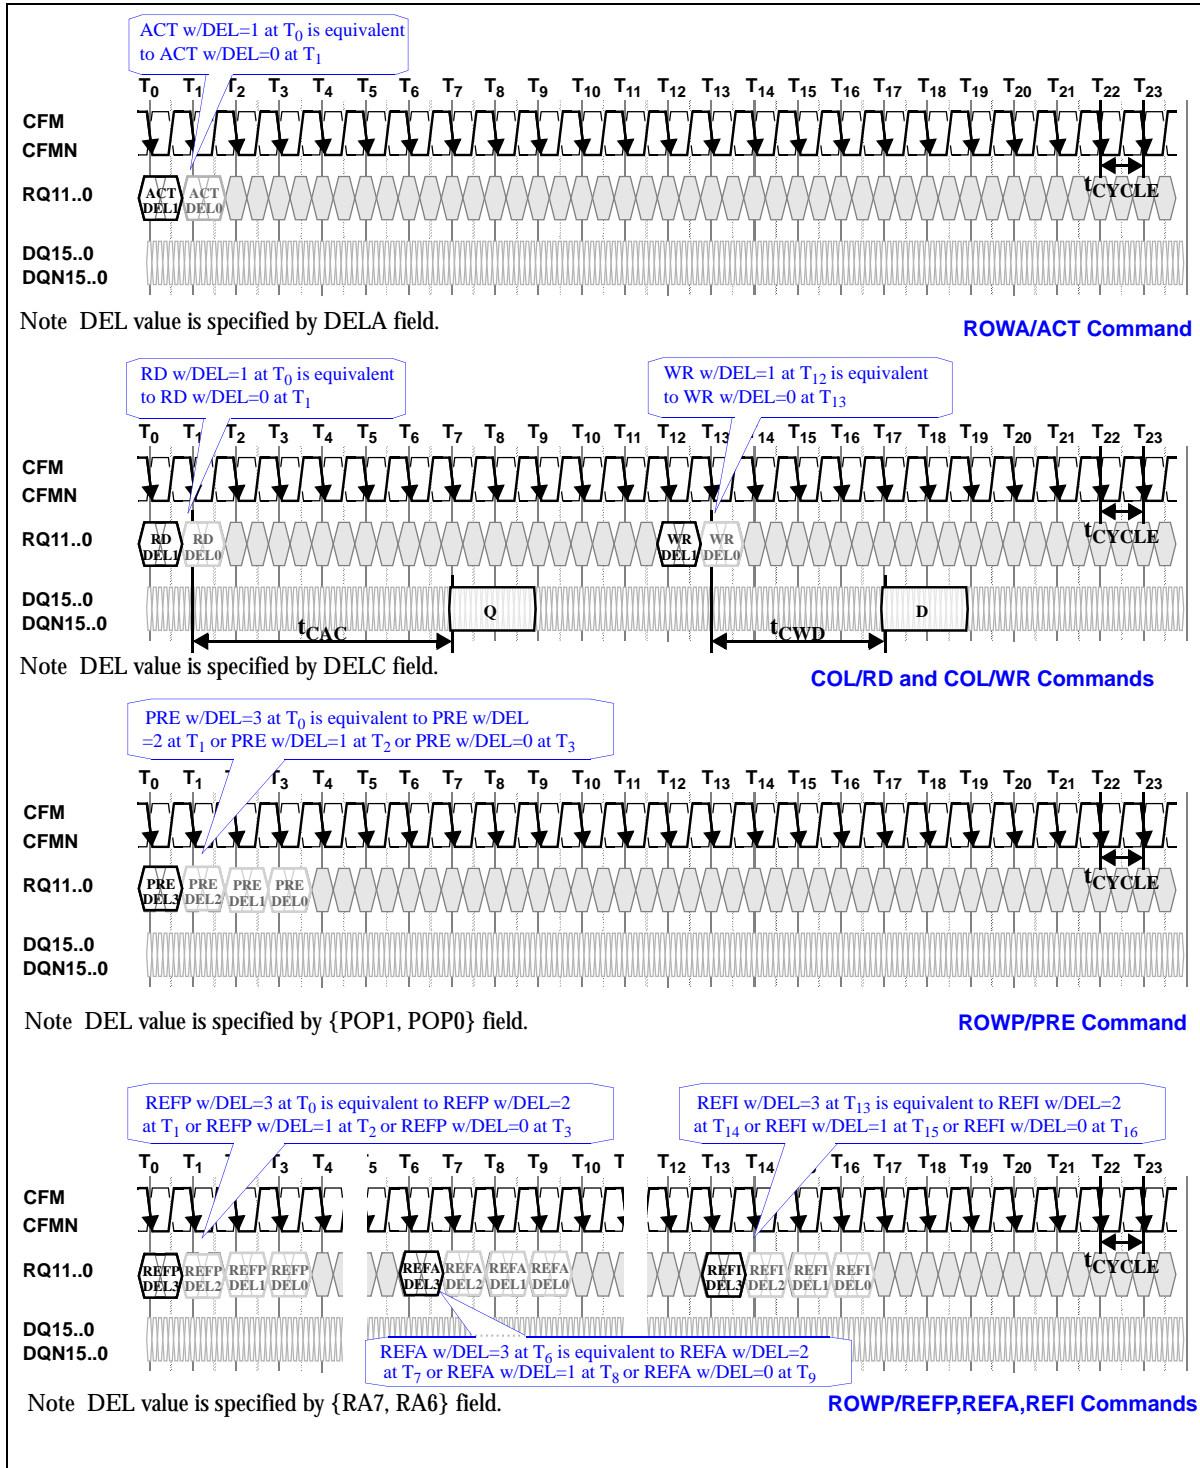 ACT w/DEL=1 at T0 is equivalent
to ACT w/DEL=0 at T1
T0 T1 T2 T3 T4 T5 T6 T7 T8 T9 T10 T11 T12 T13 T14 T15 T16 T17 T18 T19 T20 T21 T22 T23
CFM
CFMN
RQ11..0
ACT DEL1
ACT DEL0
tCYCLE
DQ15..0
DQN15..0
Note DEL value is specified by DELA field.
ROWA/ACT Command
RD w/DEL=1 at T0 is equivalent
to RD w/DEL=0 at T1
WR w/DEL=1 at T12 is equivalent
to WR w/DEL=0 at T13
T0 T1 T2 T3 T4 T5 T6 T7 T8 T9 T10 T11 T12 T13 T14 T15 T16 T17 T18 T19 T20 T21 T22 T23
CFM
CFMN
RQ11..0
RD DEL1
RD DEL0
WR DEL1
WR DEL0
tCYCLE
DQ15..0
DQN15..0
Q
D
tCAC
tCWD
Note DEL value is specified by DELC field.
COL/RD and COL/WR Commands
PRE w/DEL=3 at T0 is equivalent to PRE w/DEL
=2 at T1 or PRE w/DEL=1 at T2 or PRE w/DEL=0 at T3
T0 T1 T3 T4 T5 T6 T7 T8 T9 T10 T11 T12 T13 T14 T15 T16 T17 T18 T19 T20 T21 T22 T23
CFM
CFMN
RQ11..0
PRE DEL3
PRE DEL2
PRE DEL1
PRE DEL0
tCYCLE
DQ15..0
DQN15..0
Note DEL value is specified by {POP1, POP0} field.
ROWP/PRE Command
REFP w/DEL=3 at T0 is equivalent to REFP w/DEL=2
at T1 or REFP w/DEL=1 at T2 or REFP w/DEL=0 at T3
REFI w/DEL=3 at T13 is equivalent to REFI w/DEL=2
at T14 or REFI w/DEL=1 at T15 or REFI w/DEL=0 at T16
T0 T1 T2 T3 T4 5 T6 T7 T8 T9 T10 T T12 T13 T14 T16 T17 T18 T19 T20 T21 T22 T23
CFM
CFMN
RQ11..0
REFP DEL3
REFP DEL2
REFP DEL1
REFP DEL0
REFA DEL3
REFA DEL2
REFA DEL1
REFA DEL0
REFI DEL3
REFI DEL2
REFI DEL1
REFI DEL0
tCYCLE
DQ15..0
DQN15..0
REFA w/DEL=3 at T6 is equivalent to REFA w/DEL=2
at T7 or REFA w/DEL=1 at T8 or REFA w/DEL=0 at T9
Note DEL value is specified by {RA7, RA6} field.
ROWP/REFP,REFA,REFI Commands